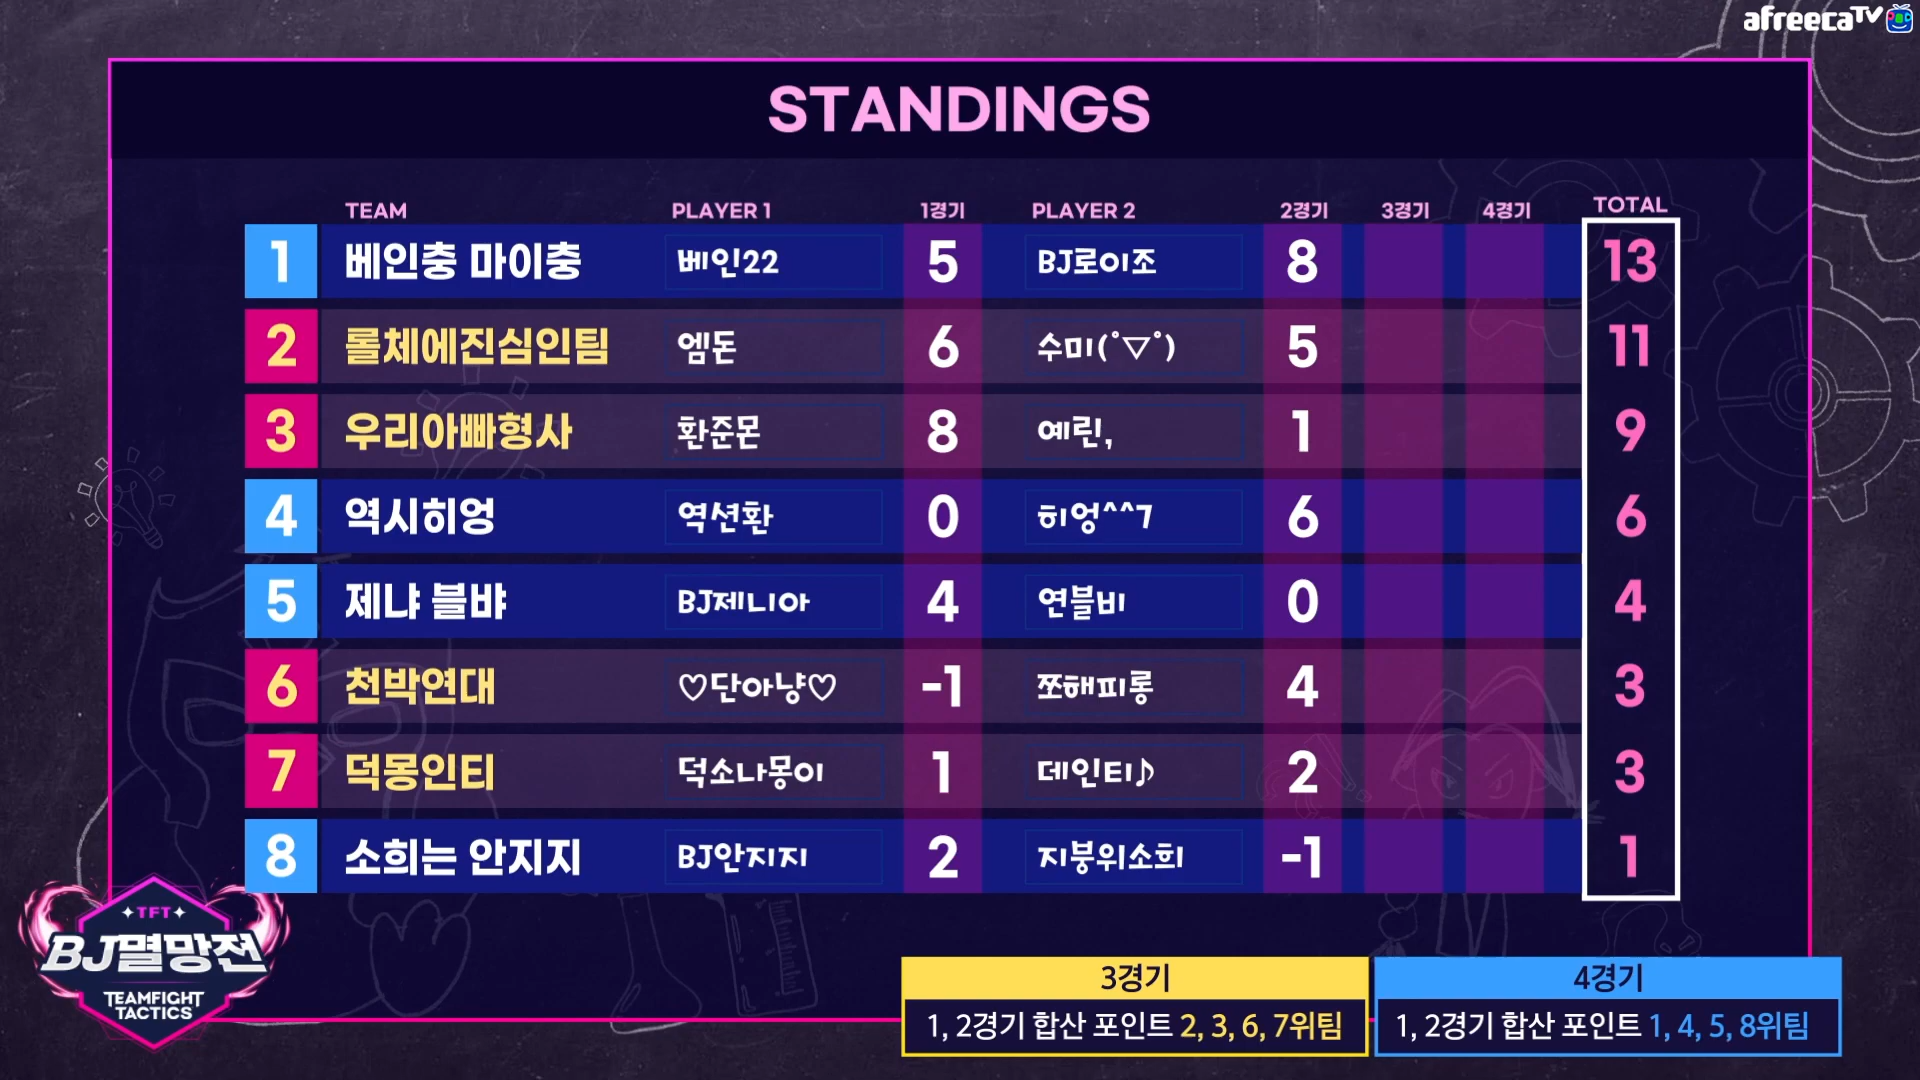 afreecaTV
STANDINGS
TEAM PLAYER 1 1경기 PLAYER 2 2경기 3경기 4경기 TOTAL
1 베인충 마이충 베인22 5 BJ로이조 8 13
2 롤체에진심인팀 엠돈 6 수미(˚▽˚) 5 11
3 우리아빠형사 환준몬 8 예린, 1 9
4 역시히엉 역션환 0 히엉^^7 6 6
5 제냐 블뱌 BJ제니아 4 연블비 0 4
6 천박연대 ♡단아냥♡ -1 쪼해피롱 4 3
7 덕몽인티 덕소나몽이 1 데인티♪ 2 3
8 소희는 안지지 BJ안지지 2 지붕위소희 -1 1
TFT
BJ멸망전
TEAMFIGHT
TACTICS
3경기
1, 2경기 합산 포인트 2, 3, 6, 7위팀
4경기
1, 2경기 합산 포인트 1, 4, 5, 8위팀